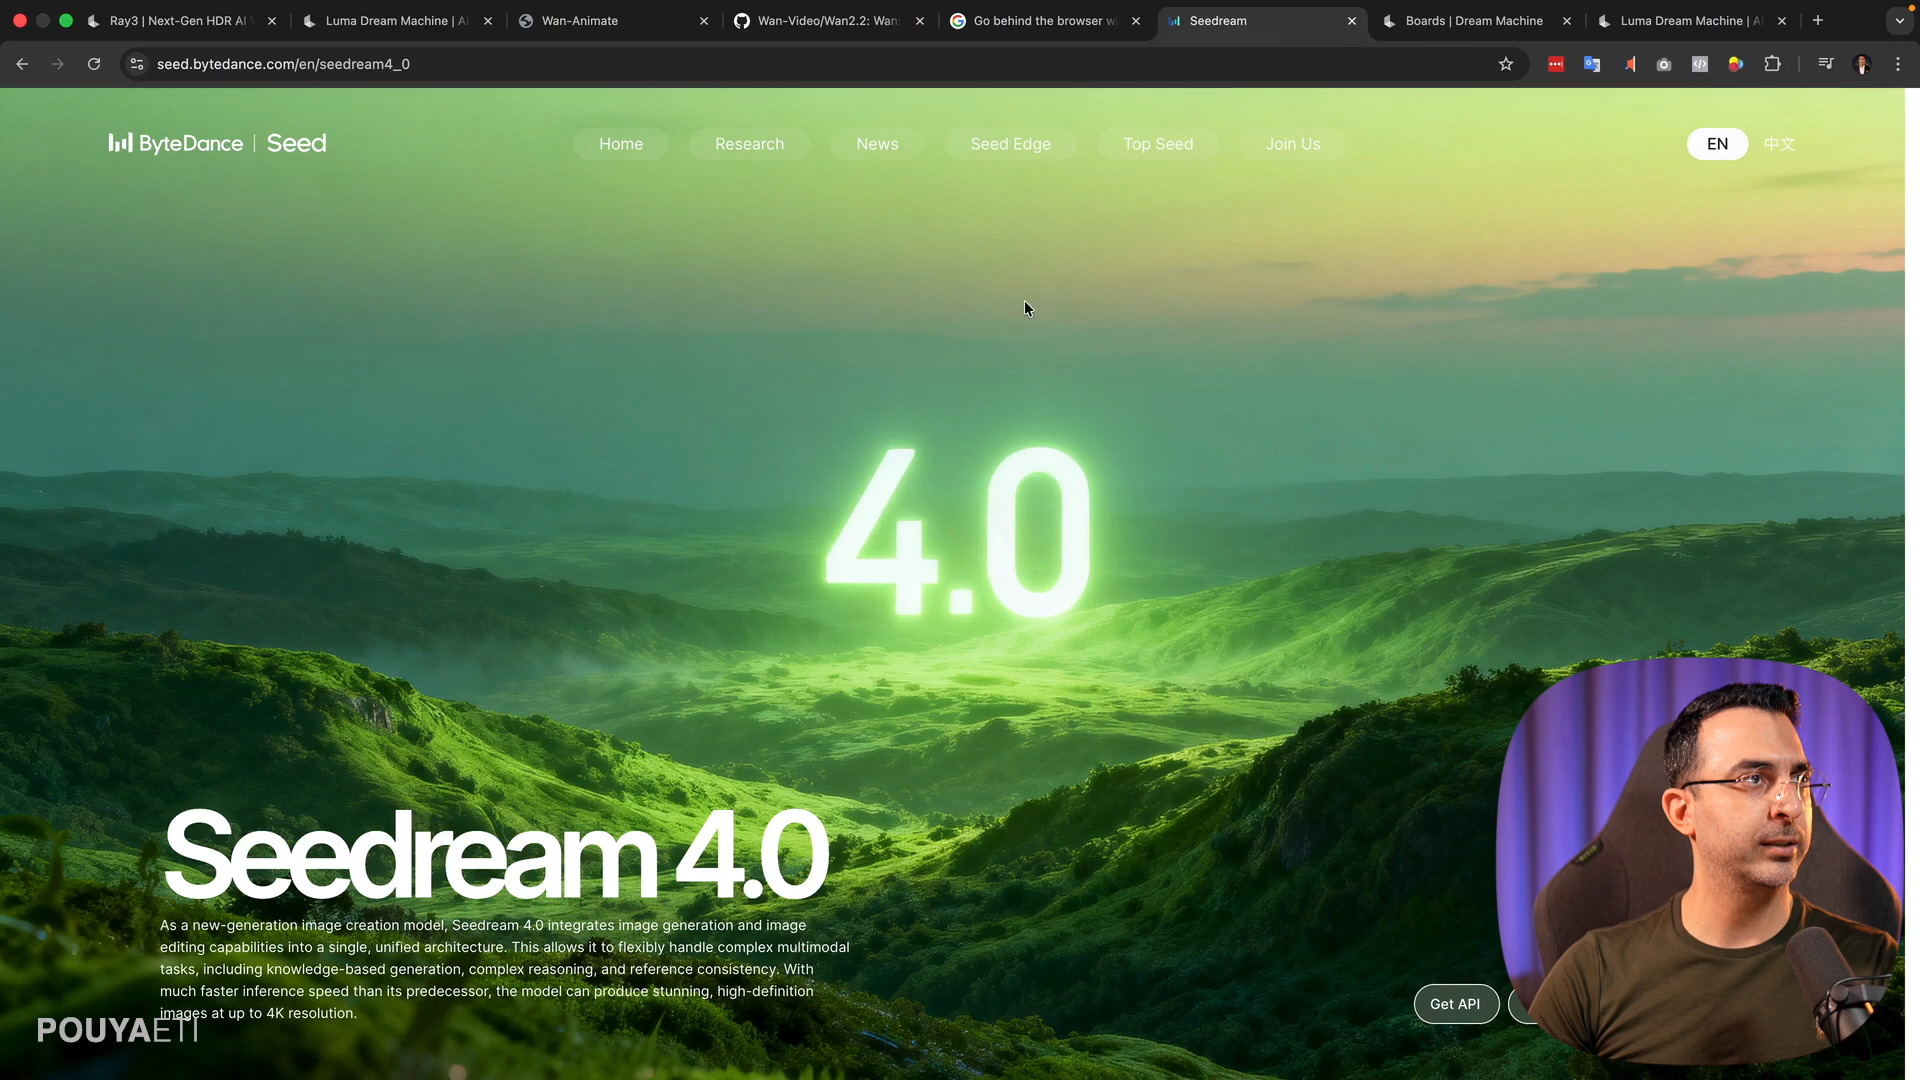 Ray3 | Next-Gen HDR AI
Luma Dream Machine | A
Wan-Animate
Wan-Video/Wan2.2: Wan
Go behind the browser w
Seedream
Boards | Dream Machine
Luma Dream Machine | A
seed.bytedance.com/en/seedream4_0
ByteDance | Seed
Home
Research
News
Seed Edge
Top Seed
Join Us
EN
中文
4.0
Seedream 4.0
As a new-generation image creation model, Seedream 4.0 integrates image generation and image
editing capabilities into a single, unified architecture. This allows it to flexibly handle complex multimodal
tasks, including knowledge-based generation, complex reasoning, and reference consistency. With
much faster inference speed than its predecessor, the model can produce stunning, high-definition
images at up to 4K resolution.
Get API
POUYAETI